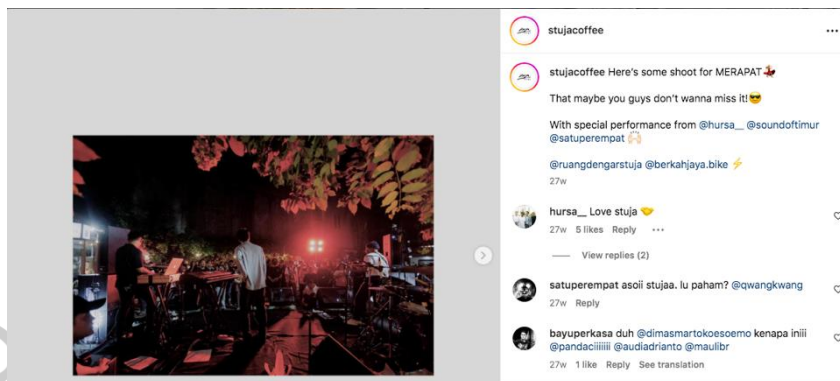 stujacoffee
stujacoffee Here's some shoot for MERAPAT💃
That maybe you guys don't wanna miss it!😎
With special performance from @hursa__ @soundoftimur
@satuperempat 🙌🏻
@ruangdengarstuja @berkahjaya.bike ⚡
27w
hursa__ Love stuja 🤝
27w 5 likes Reply ...
View replies (2)
satuperempat asoii stujaa. lu paham? @qwangkwang
27w Reply
bayuperkasa duh @dimasmartokoesoemo kenapa iniii
@pandaciiiiiii @audiadrianto @maulibr
27w 1 like Reply See translation